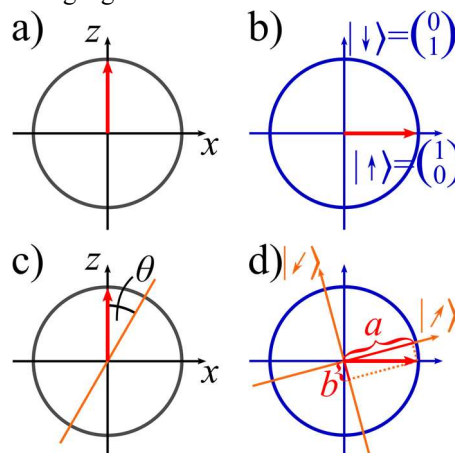 a)
z
x
b)
|↓⟩=(0 1)
|↑⟩=(1 0)
c)
z
θ
x
d)
|↙⟩
|↗⟩
a
b